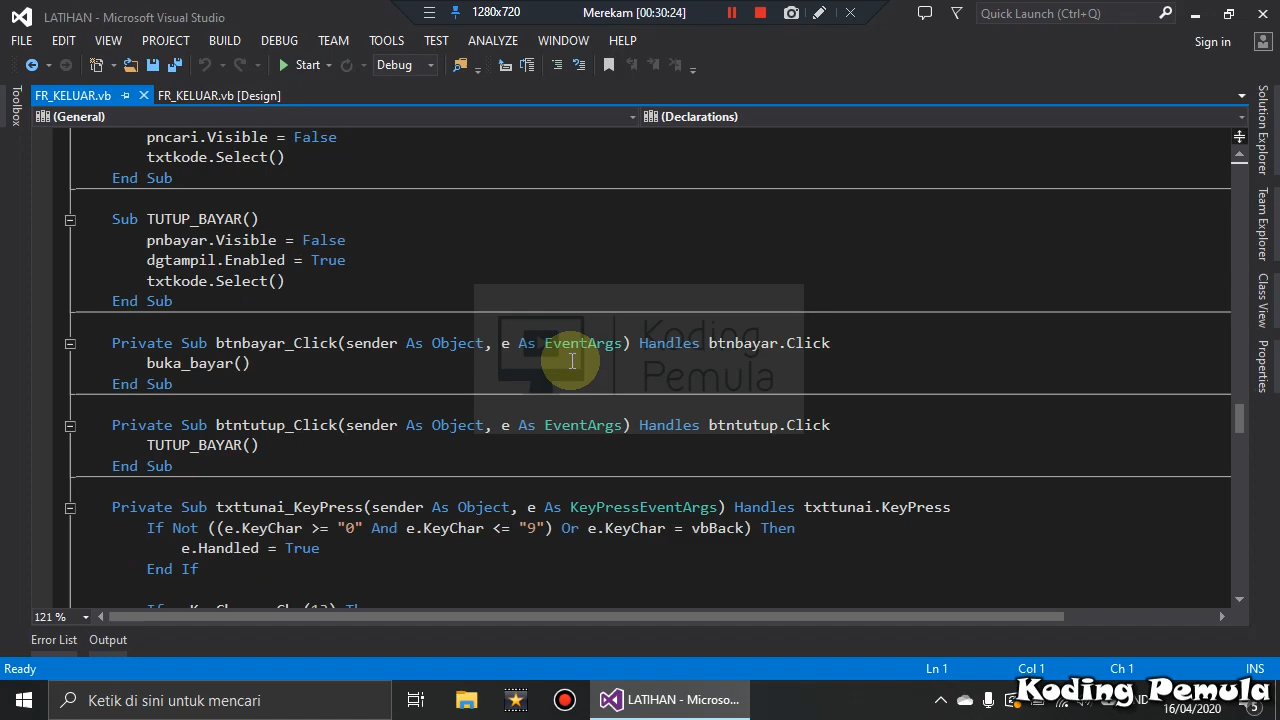 LATIHAN - Microsoft Visual Studio
1280x720
Merekam [00:30:24]
Quick Launch (Ctrl+Q)
FILE EDIT VIEW PROJECT BUILD DEBUG TEAM TOOLS TEST ANALYZE WINDOW HELP
Sign in
Start
Debug
FR_KELUAR.vb
FR_KELUAR.vb [Design]
(General)
(Declarations)
Toolbox
Solution Explorer
Team Explorer
Class View
Properties
pncari.Visible = False
txtkode.Select()
End Sub
Sub TUTUP_BAYAR()
pnbayar.Visible = False
dgtampil.Enabled = True
txtkode.Select()
End Sub
Private Sub btnbayar_Click(sender As Object, e As EventArgs) Handles btnbayar.Click
buka_bayar()
End Sub
Private Sub btntutup_Click(sender As Object, e As EventArgs) Handles btntutup.Click
TUTUP_BAYAR()
End Sub
Private Sub txttunai_KeyPress(sender As Object, e As KeyPressEventArgs) Handles txttunai.KeyPress
If Not ((e.KeyChar >= "0" And e.KeyChar <= "9") Or e.KeyChar = vbBack) Then
e.Handled = True
End If
Koding
Pemula
121 %
Error List
Output
Ready
Ln 1
Col 1
Ch 1
INS
Ketik di sini untuk mencari
LATIHAN - Microso...
Koding Pemula
16/04/2020
5